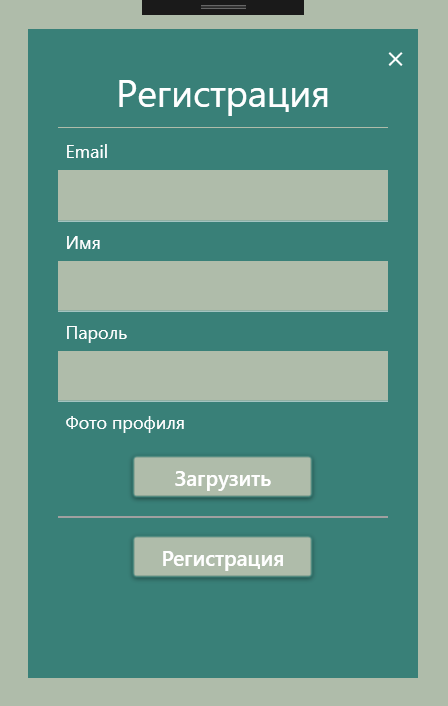 Регистрация
Email
Имя
Пароль
Фото профиля
Загрузить
Регистрация